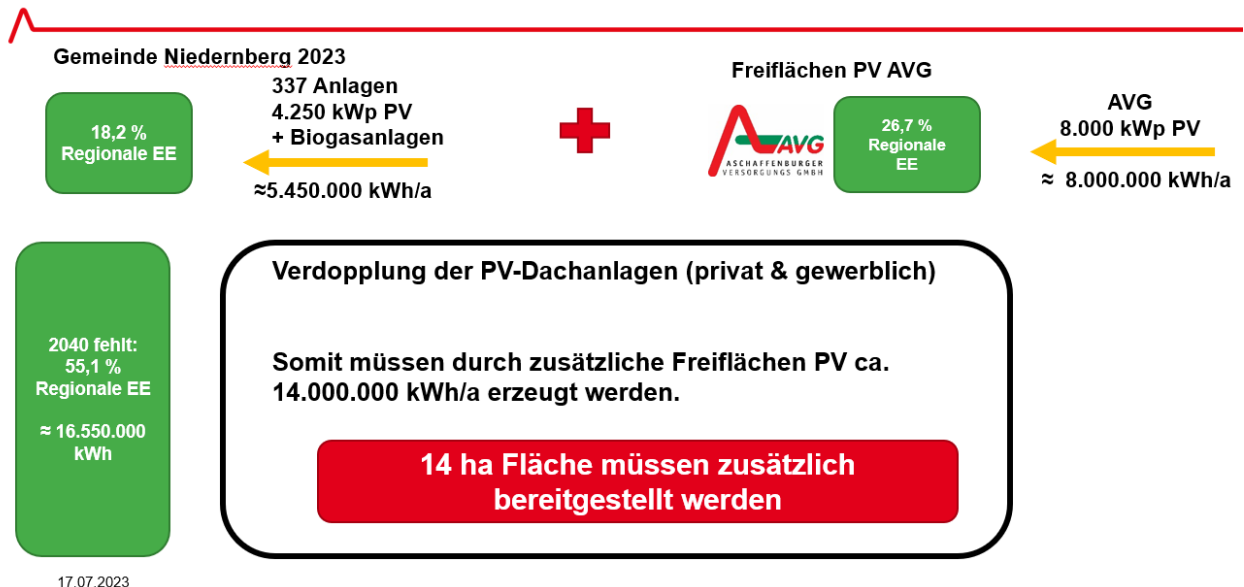 Gemeinde Niedernberg 2023
18,2 %
Regionale EE
337 Anlagen
4.250 kWp PV
+ Biogasanlagen
≈5.450.000 kWh/a
Freiflächen PV AVG
AVG
ASCHAFFENBURGER
VERSORGUNGS GMBH
26,7 %
Regionale
EE
AVG
8.000 kWp PV
≈ 8.000.000 kWh/a
2040 fehlt:
55,1 %
Regionale EE
≈ 16.550.000
kWh
Verdopplung der PV-Dachanlagen (privat & gewerblich)
Somit müssen durch zusätzliche Freiflächen PV ca.
14.000.000 kWh/a erzeugt werden.
14 ha Fläche müssen zusätzlich
bereitgestellt werden
17.07.2023